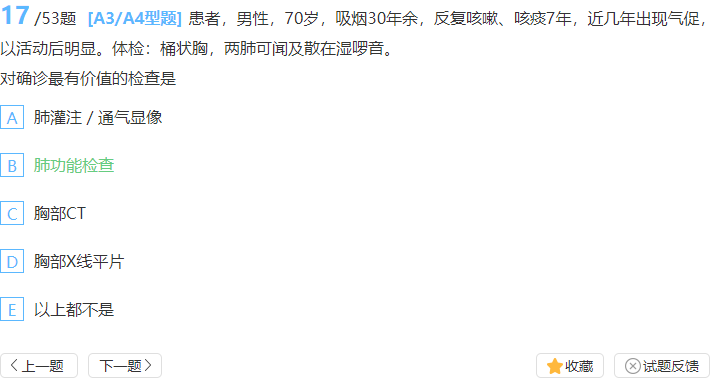 17 /53题 [A3/A4型题] 患者，男性，70岁，吸烟30年余，反复咳嗽、咳痰7年，近几年出现气促，
以活动后明显。体检：桶状胸，两肺可闻及散在湿啰音。
对确诊最有价值的检查是
A 肺灌注 / 通气显像
B 肺功能检查
C 胸部CT
D 胸部X线平片
E 以上都不是
上一题 下一题 收藏 试题反馈